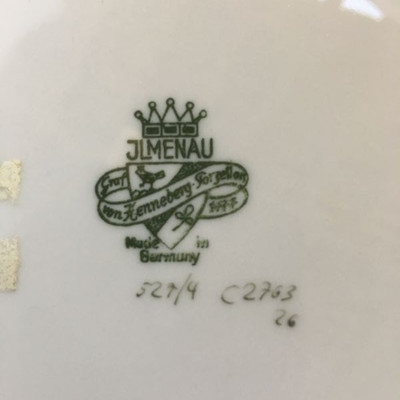 JLMENAU
Graf
von Henneberg-Porzellan
1777
Made in
Germany
527/4 C2763
26